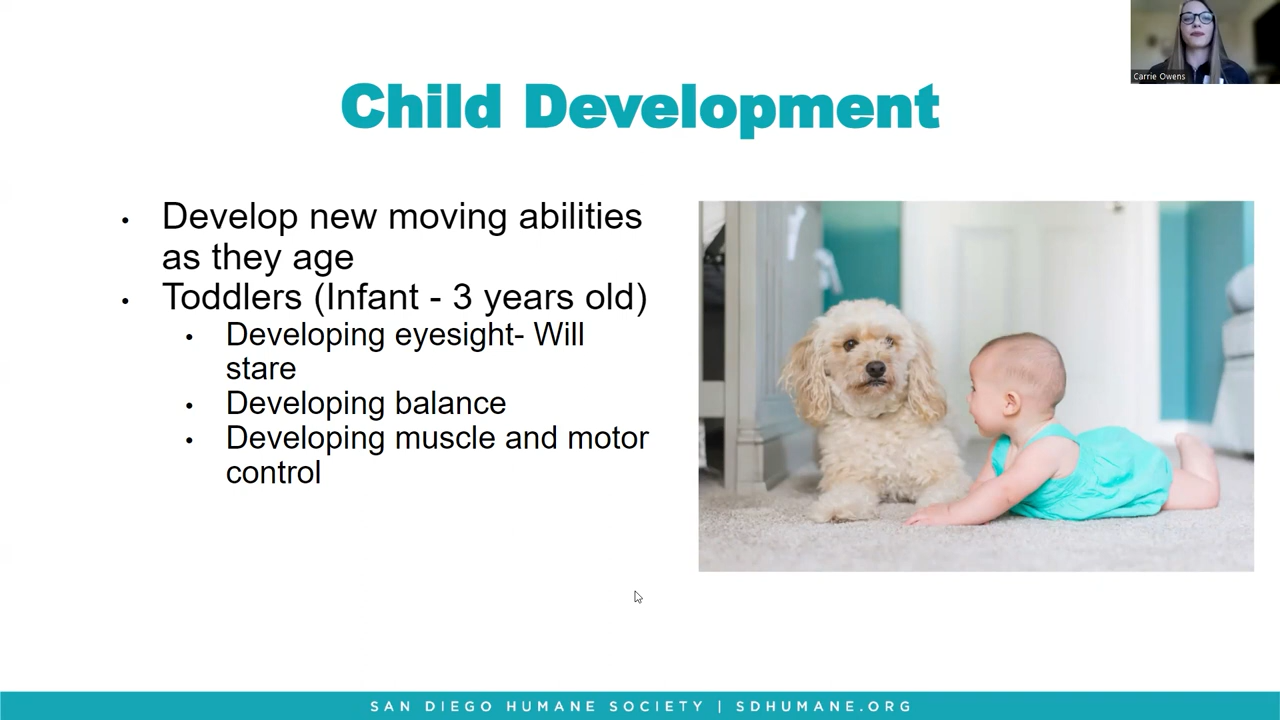 Carrie Owens
Child Development
• Develop new moving abilities
as they age
• Toddlers (Infant - 3 years old)
• Developing eyesight- Will
stare
• Developing balance
• Developing muscle and motor
control
SAN DIEGO HUMANE SOCIETY | SDHUMANE.ORG